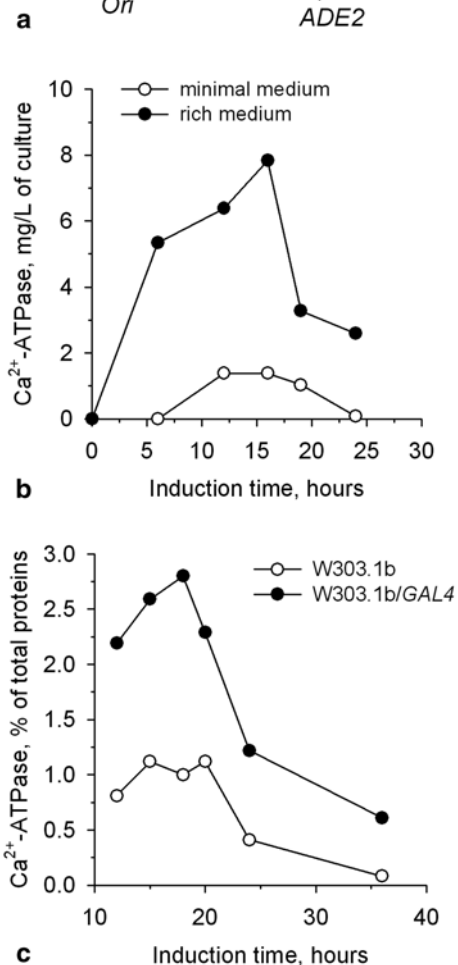 Ori
ADE2
a
minimal medium
rich medium
Ca²⁺-ATPase, mg/L of culture
10
8
6
4
2
0
0 5 10 15 20 25 30
Induction time, hours
b
W303.1b
W303.1b/GAL4
Ca²⁺-ATPase, % of total proteins
3.0
2.5
2.0
1.5
1.0
0.5
0.0
10 20 30 40
Induction time, hours
c